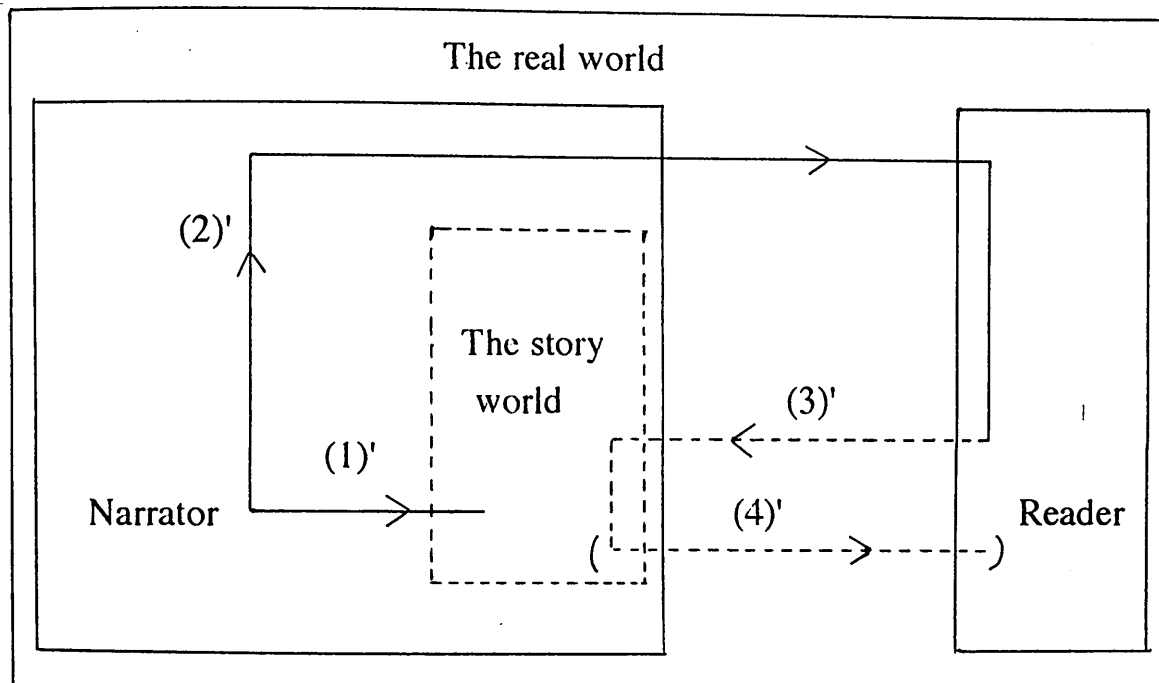 The real world
(2)'
The story
world
(3)'
(1)'
Narrator
(4)'
Reader